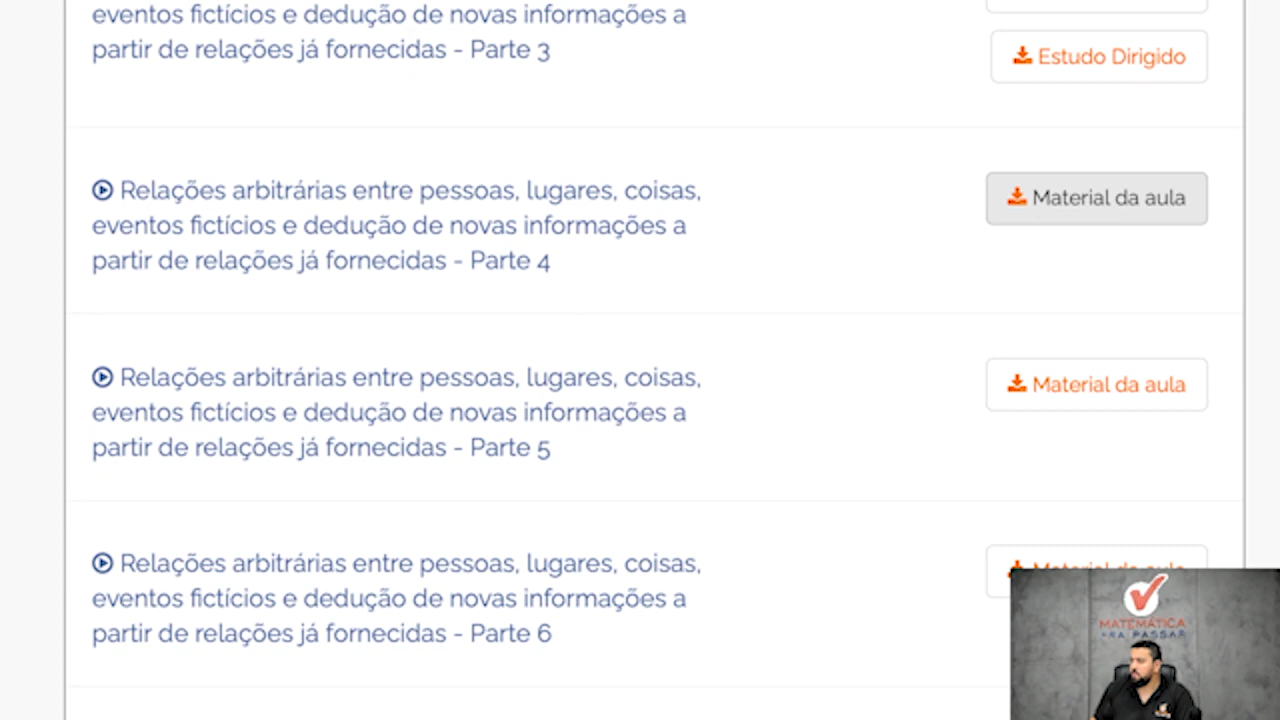 eventos fictícios e dedução de novas informações a
partir de relações já fornecidas - Parte 3
Estudo Dirigido
Relações arbitrárias entre pessoas, lugares, coisas,
eventos fictícios e dedução de novas informações a
partir de relações já fornecidas - Parte 4
Material da aula
Relações arbitrárias entre pessoas, lugares, coisas,
eventos fictícios e dedução de novas informações a
partir de relações já fornecidas - Parte 5
Material da aula
Relações arbitrárias entre pessoas, lugares, coisas,
eventos fictícios e dedução de novas informações a
partir de relações já fornecidas - Parte 6
Material da aula
MATEMÁTICA
PRA PASSAR